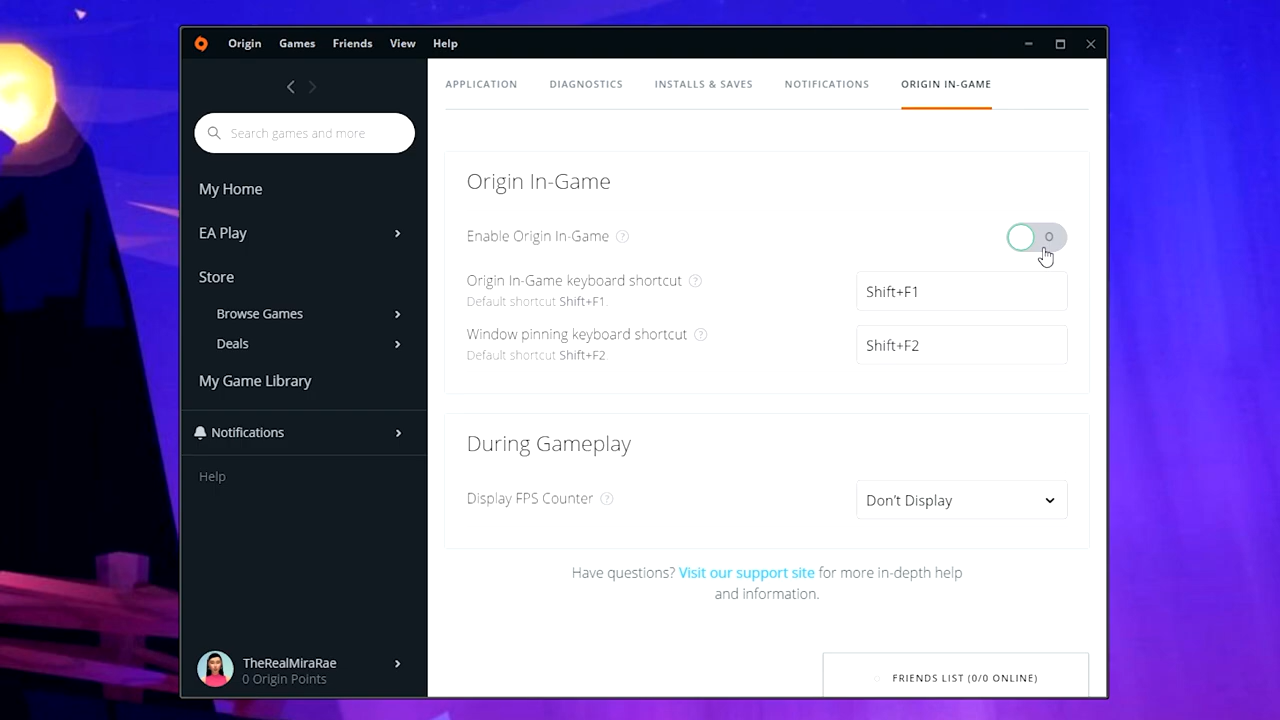 Origin Games Friends View Help
Search games and more
My Home
EA Play
Store
Browse Games
Deals
My Game Library
Notifications
Help
TheRealMiraRae
0 Origin Points
APPLICATION DIAGNOSTICS INSTALLS & SAVES NOTIFICATIONS ORIGIN IN-GAME
Origin In-Game
Enable Origin In-Game ?
Origin In-Game keyboard shortcut ?
Default shortcut Shift+F1
Shift+F1
Window pinning keyboard shortcut ?
Default shortcut Shift+F2
Shift+F2
During Gameplay
Display FPS Counter ?
Don't Display
Have questions? Visit our support site for more in-depth help
and information.
FRIENDS LIST (0/0 ONLINE)